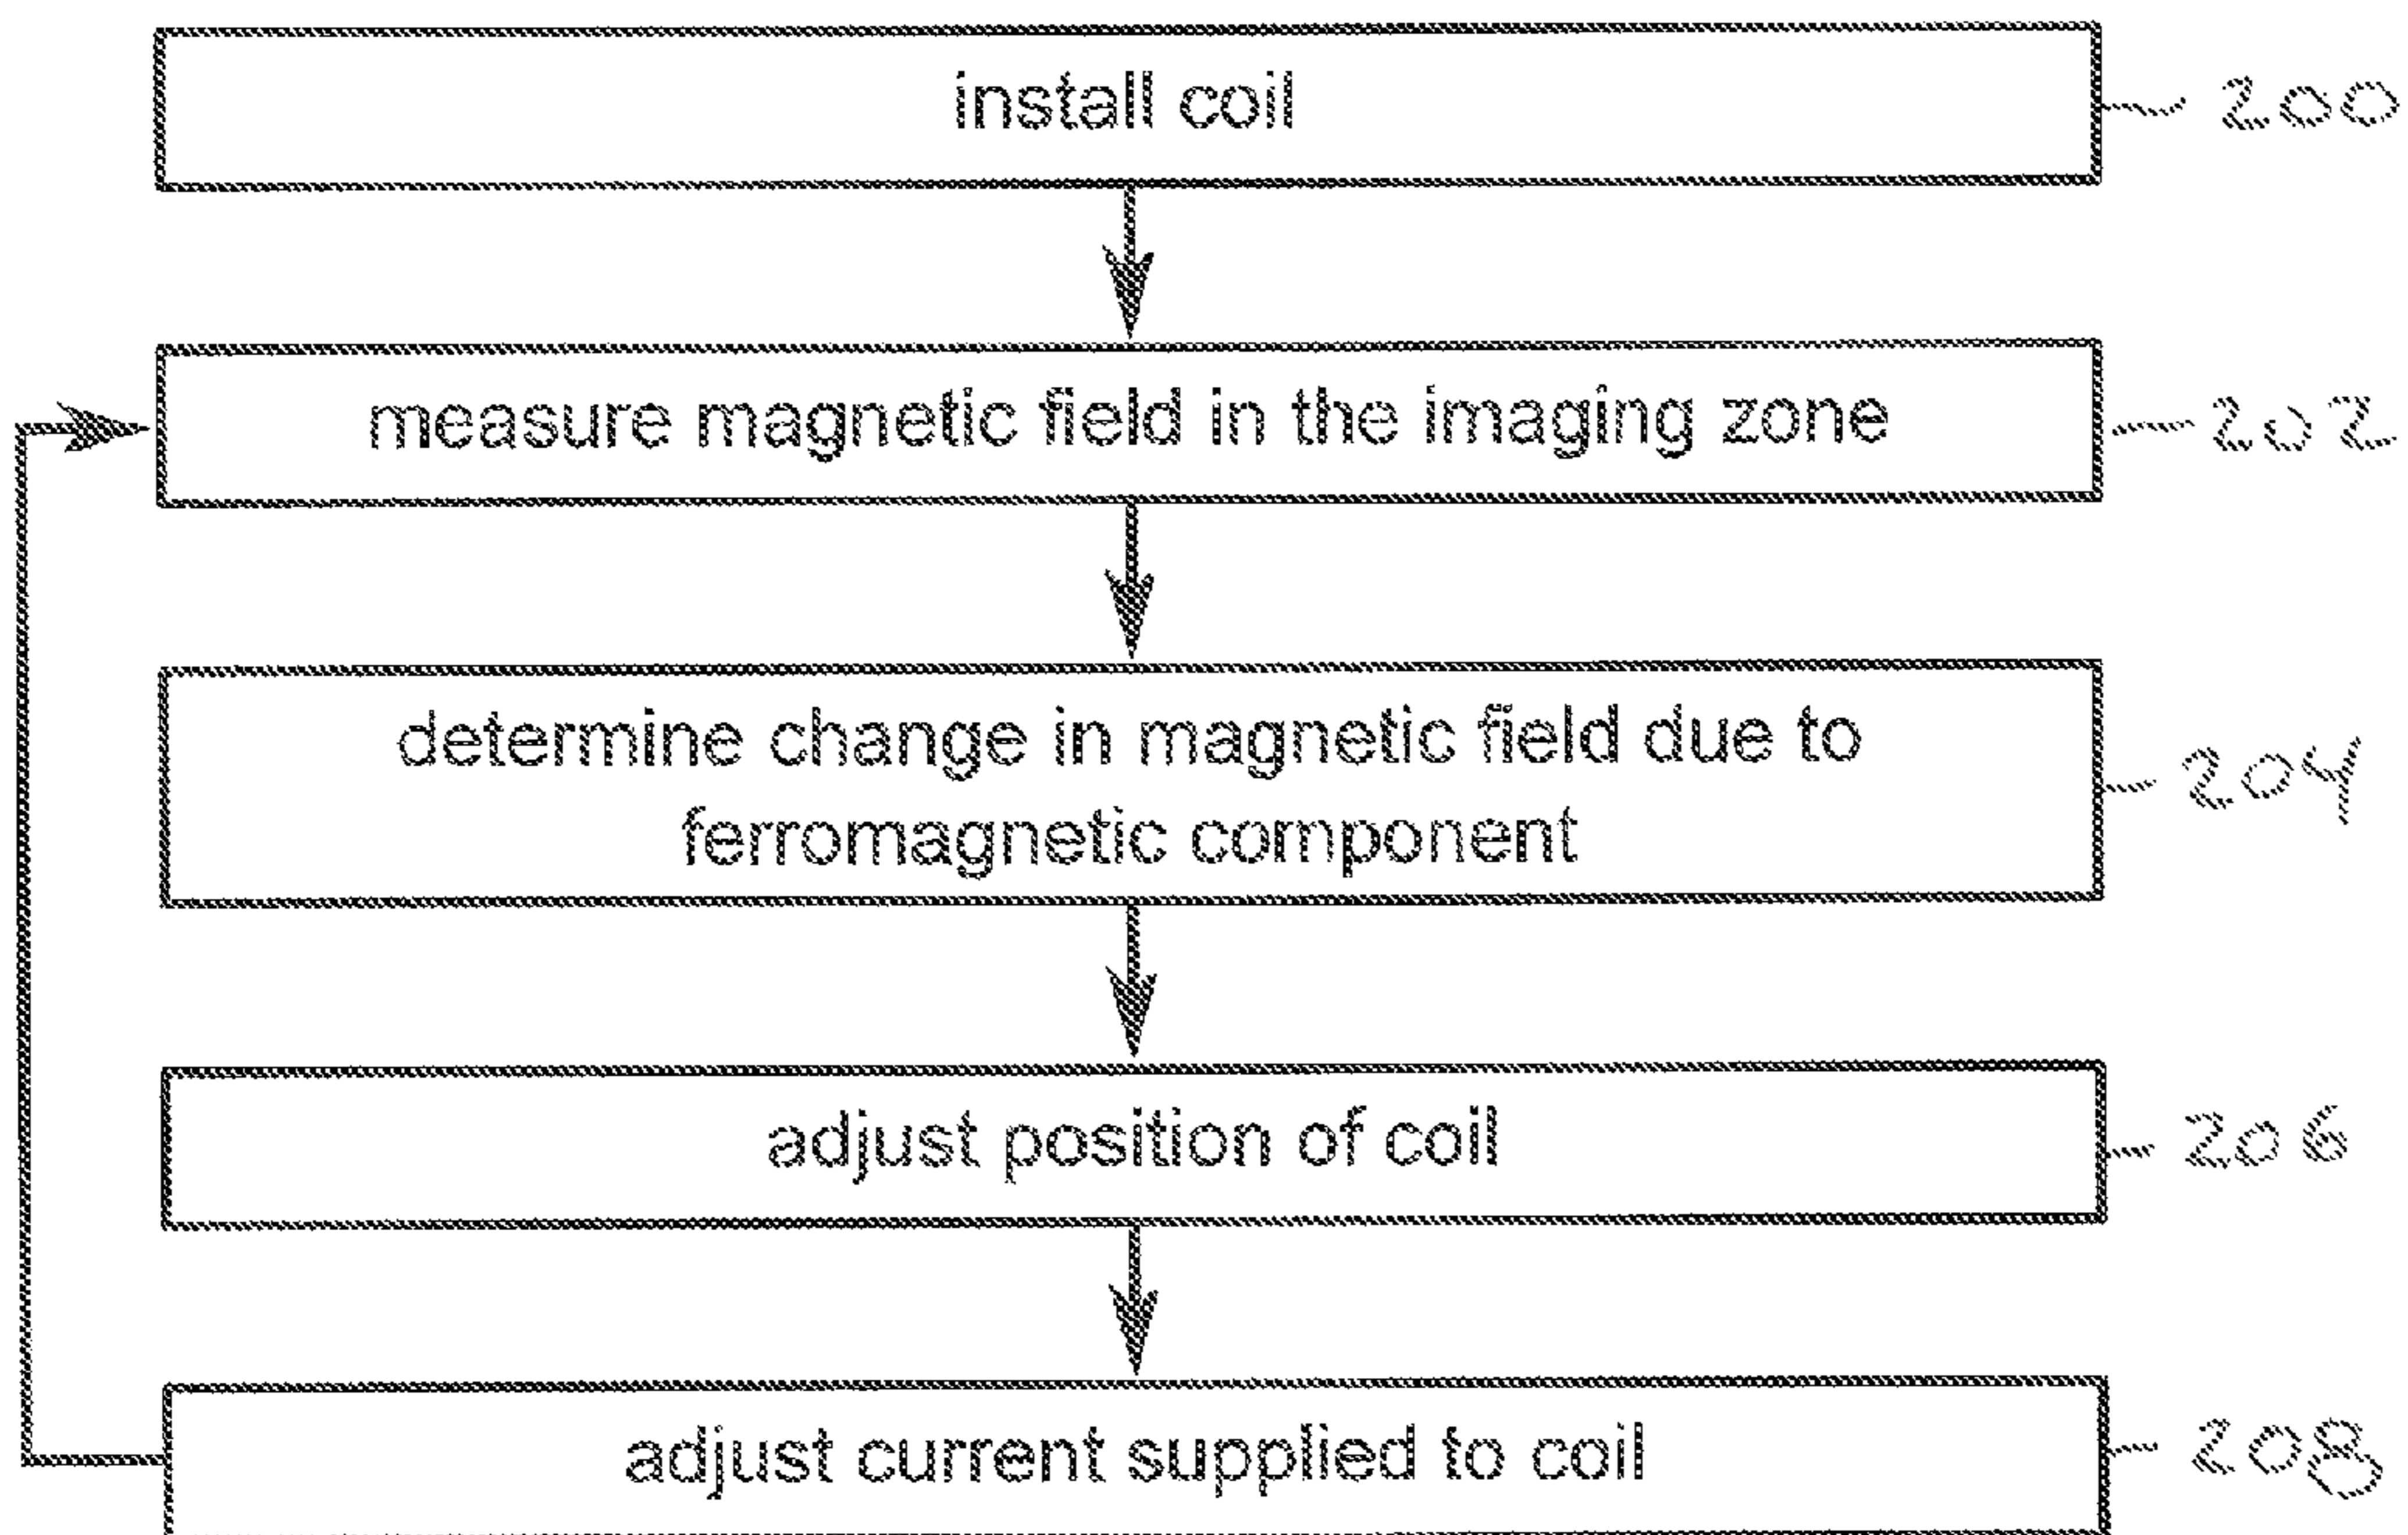 install coil
200
measure magnetic field in the imaging zone
202
determine change in magnetic field due to
ferromagnetic component
204
adjust position of coil
206
adjust current supplied to coil
208